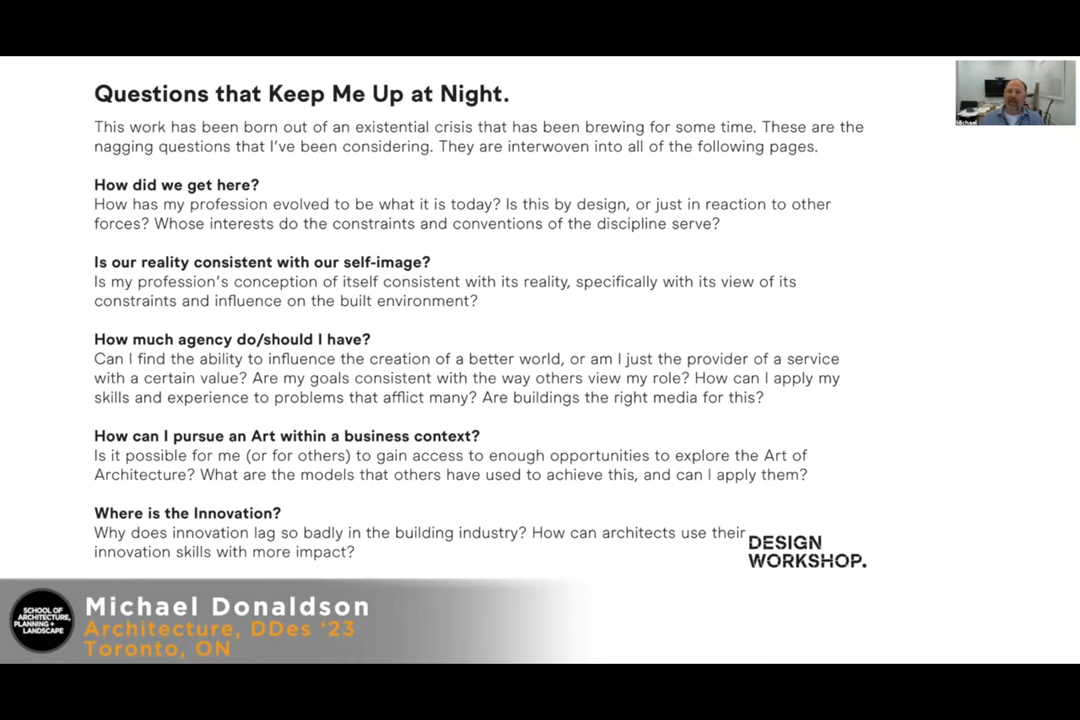 Questions that Keep Me Up at Night.
This work has been born out of an existential crisis that has been brewing for some time. These are the
nagging questions that I've been considering. They are interwoven into all of the following pages.
How did we get here?
How has my profession evolved to be what it is today? Is this by design, or just in reaction to other
forces? Whose interests do the constraints and conventions of the discipline serve?
Is our reality consistent with our self-image?
Is my profession's conception of itself consistent with its reality, specifically with its view of its
constraints and influence on the built environment?
How much agency do/should I have?
Can I find the ability to influence the creation of a better world, or am I just the provider of a service
with a certain value? Are my goals consistent with the way others view my role? How can I apply my
skills and experience to problems that afflict many? Are buildings the right media for this?
How can I pursue an Art within a business context?
Is it possible for me (or for others) to gain access to enough opportunities to explore the Art of
Architecture? What are the models that others have used to achieve this, and can I apply them?
Where is the Innovation?
Why does innovation lag so badly in the building industry? How can architects use their
innovation skills with more impact?
DESIGN
WORKSHOP.
Michael
SCHOOL OF
ARCHITECTURE,
PLANNING +
LANDSCAPE
Michael Donaldson
Architecture, DDes '23
Toronto, ON